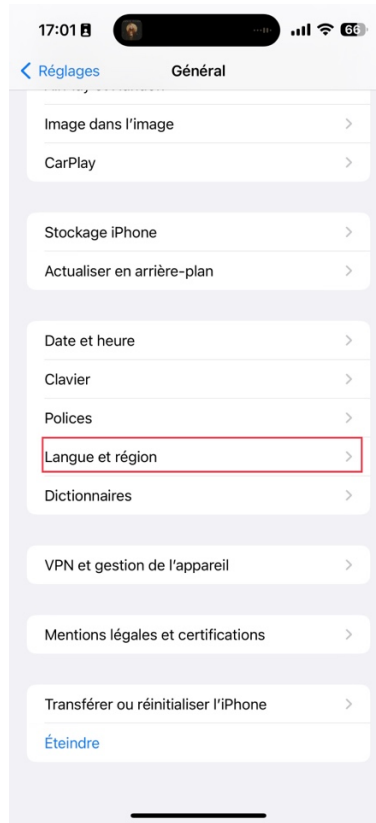 17:01
66
Réglages
Général
Image dans l’image
CarPlay
Stockage iPhone
Actualiser en arrière-plan
Date et heure
Clavier
Polices
Langue et région
Dictionnaires
VPN et gestion de l’appareil
Mentions légales et certifications
Transférer ou réinitialiser l’iPhone
Éteindre